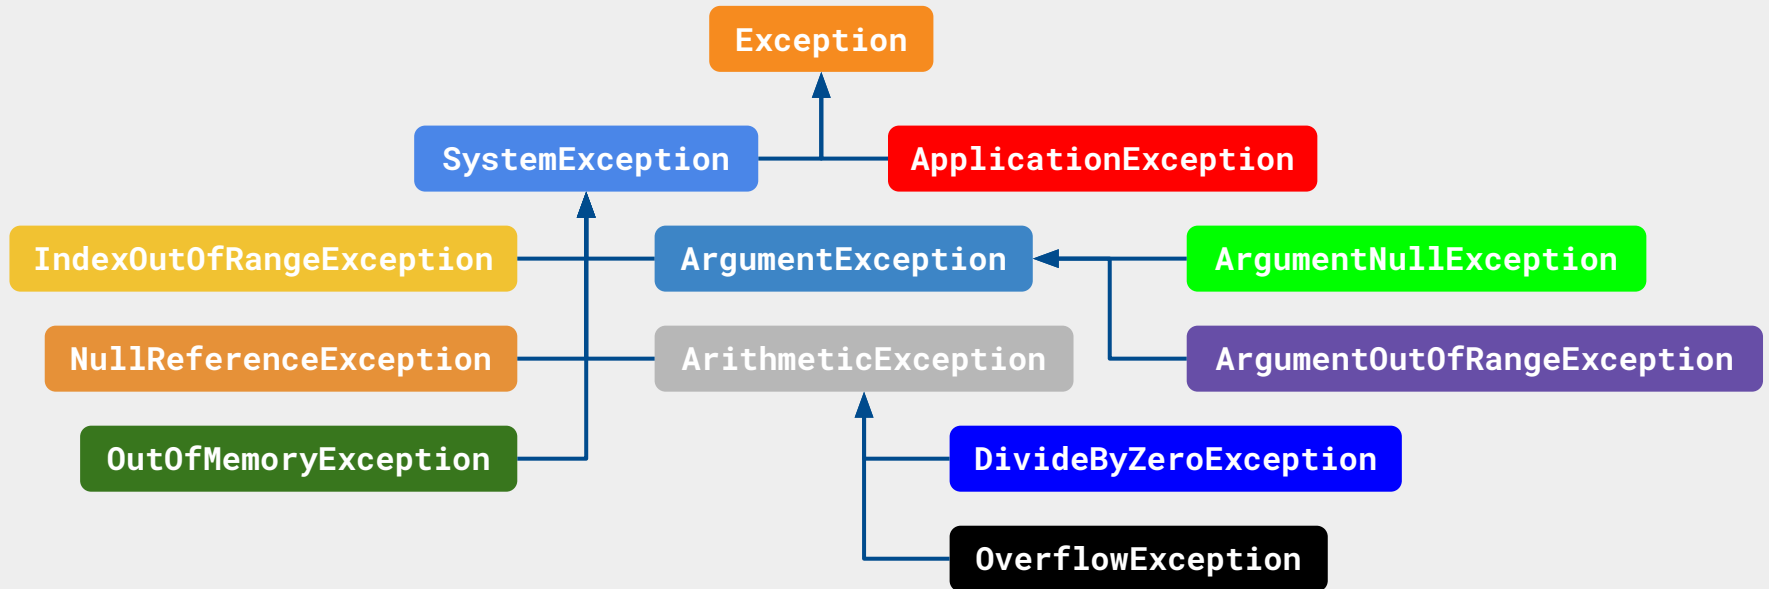 Exception
SystemException
ApplicationException
IndexOutOfRangeException
ArgumentException
ArgumentNullException
NullReferenceException
ArithmeticException
ArgumentOutOfRangeException
OutOfMemoryException
DivideByZeroException
OverflowException